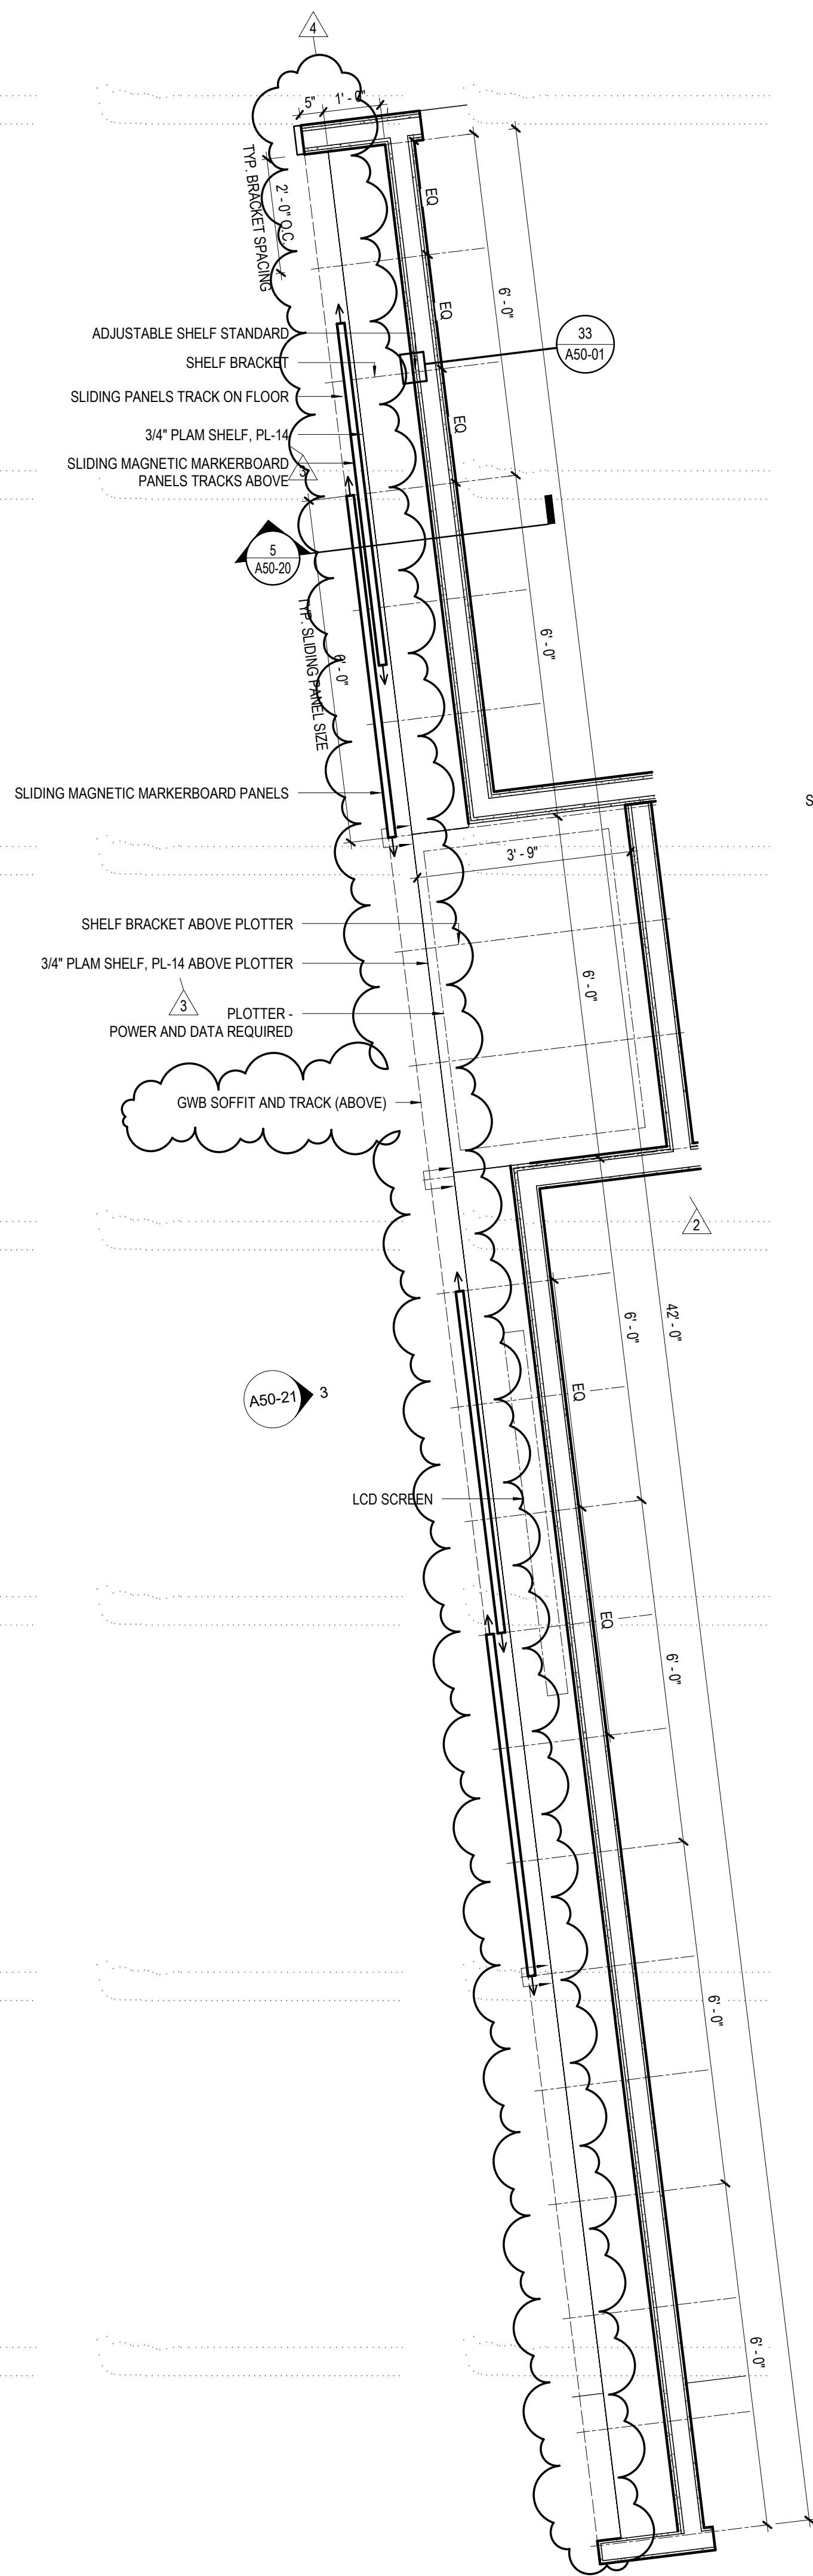 4
5"
1' - 0"
TYP. BRACKET SPACING
2' - 0" O.C.
EQ
EQ
6' - 0"
ADJUSTABLE SHELF STANDARD
33
A50-01
SHELF BRACKET
SLIDING PANELS TRACK ON FLOOR
EQ
3/4" PLAM SHELF, PL-14
SLIDING MAGNETIC MARKERBOARD
PANELS TRACKS ABOVE
3
5
A50-20
TYP. SLIDING PANEL SIZE
6' - 0"
6' - 0"
SLIDING MAGNETIC MARKERBOARD PANELS
S
3' - 9"
SHELF BRACKET ABOVE PLOTTER
3/4" PLAM SHELF, PL-14 ABOVE PLOTTER
6' - 0"
3
PLOTTER -
POWER AND DATA REQUIRED
GWB SOFFIT AND TRACK (ABOVE)
2
6' - 0"
42' - 0"
A50-21
3
EQ
LCD SCREEN
EQ
6' - 0"
6' - 0"
6' - 0"